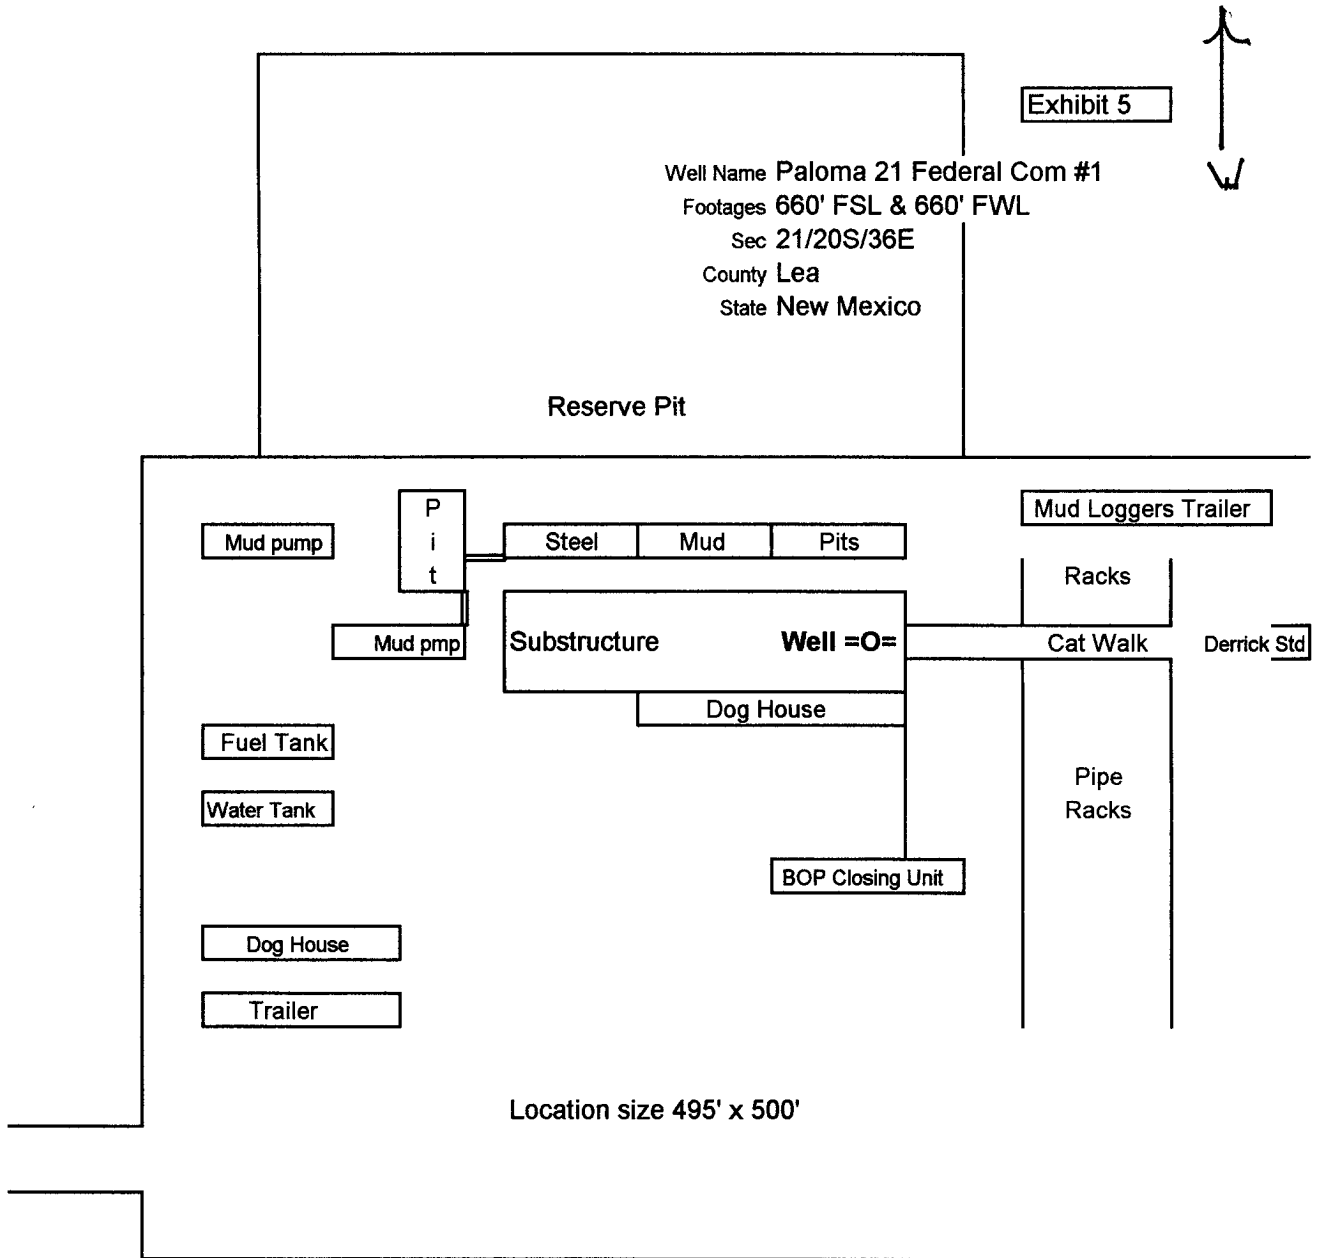 Exhibit 5
Well Name Paloma 21 Federal Com #1
Footages 660' FSL & 660' FWL
Sec 21/20S/36E
County Lea
State New Mexico
Reserve Pit
Mud Loggers Trailer
P
i
t
Mud pump
Steel Mud Pits
Racks
Mud pmp
Substructure Well =O=
Cat Walk
Derrick Std
Dog House
Fuel Tank
Pipe
Racks
Water Tank
BOP Closing Unit
Dog House
Trailer
Location size 495' x 500'